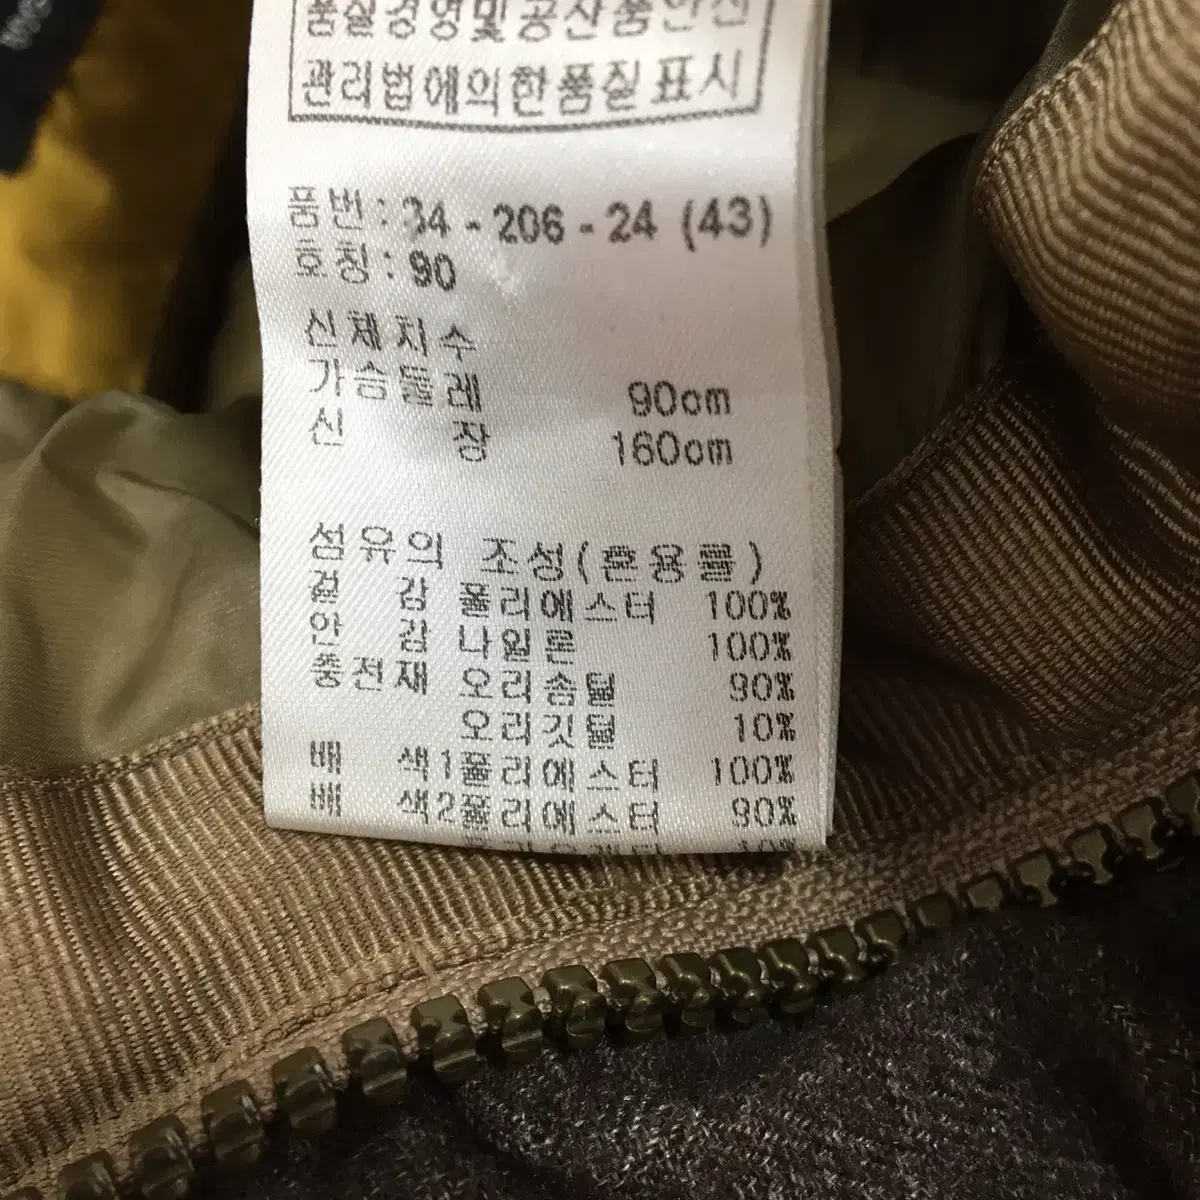 품질경영및공산품안전
관리법에의한품질표시
품번 : 34 - 206 - 24 (43)
호칭 : 90
신체치수
가슴둘레 90cm
신 장 160cm
섬유의 조성(혼용률)
겉 감 폴리에스터 100%
안 감 나일론 100%
충전재 오리솜털 90%
오리깃털 10%
배 색1폴리에스터 100%
배 색2폴리에스터 90%
10%